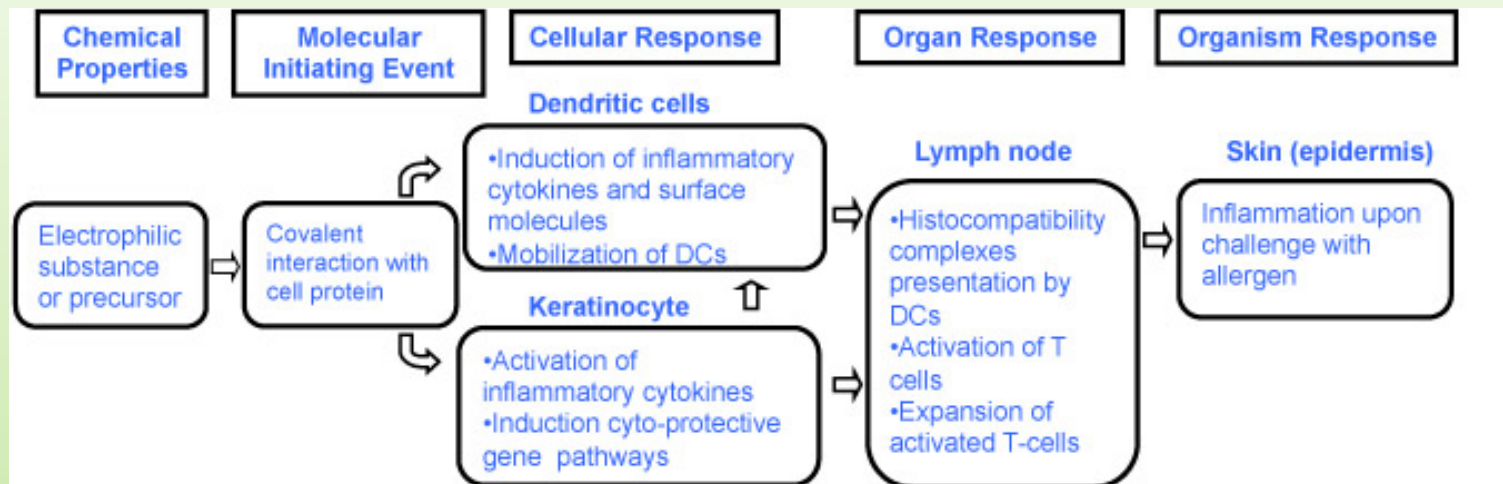 Chemical
Properties
Molecular
Initiating Event
Cellular Response
Organ Response
Organism Response
Electrophilic
substance
or precursor
Covalent
interaction with
cell protein
Dendritic cells
•Induction of inflammatory
cytokines and surface
molecules
•Mobilization of DCs
Keratinocyte
•Activation of
inflammatory cytokines
•Induction cyto-protective
gene pathways
Lymph node
•Histocompatibility
complexes
presentation by
DCs
•Activation of T
cells
•Expansion of
activated T-cells
Skin (epidermis)
Inflammation upon
challenge with
allergen